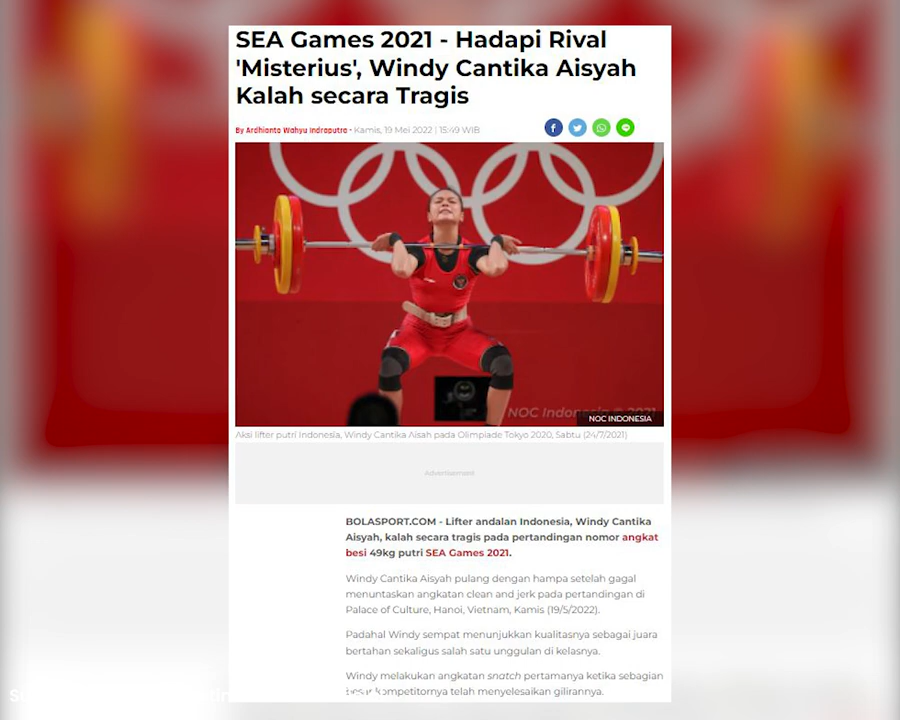 SEA Games 2021 - Hadapi Rival
'Misterius', Windy Cantika Aisyah
Kalah secara Tragis
By Ardhianto Wahyu Indraputra - Kamis, 19 Mei 2022 | 15:49 WIB
NOC Indonesia © 2021
NOC INDONESIA
Aksi lifter putri Indonesia, Windy Cantika Aisah pada Olimpiade Tokyo 2020, Sabtu (24/7/2021)
Advertisement
BOLASPORT.COM - Lifter andalan Indonesia, Windy Cantika
Aisyah, kalah secara tragis pada pertandingan nomor angkat
besi 49kg putri SEA Games 2021.
Windy Cantika Aisyah pulang dengan hampa setelah gagal
menuntaskan angkatan clean and jerk pada pertandingan di
Palace of Culture, Hanoi, Vietnam, Kamis (19/5/2022).
Padahal Windy sempat menunjukkan kualitasnya sebagai juara
bertahan sekaligus salah satu unggulan di kelasnya.
Windy melakukan angkatan snatch pertamanya ketika sebagian
besar kompetitornya telah menyelesaikan gilirannya.